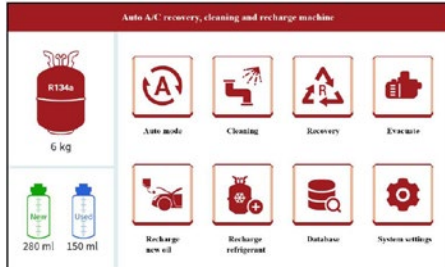 Auto A/C recovery, cleaning and recharge machine
R134a
6 kg
A
Auto mode
Cleaning
R
Recovery
Evacuate
New
280 ml
Used
150 ml
Recharge
new oil
Recharge
refrigerant
Database
System settings